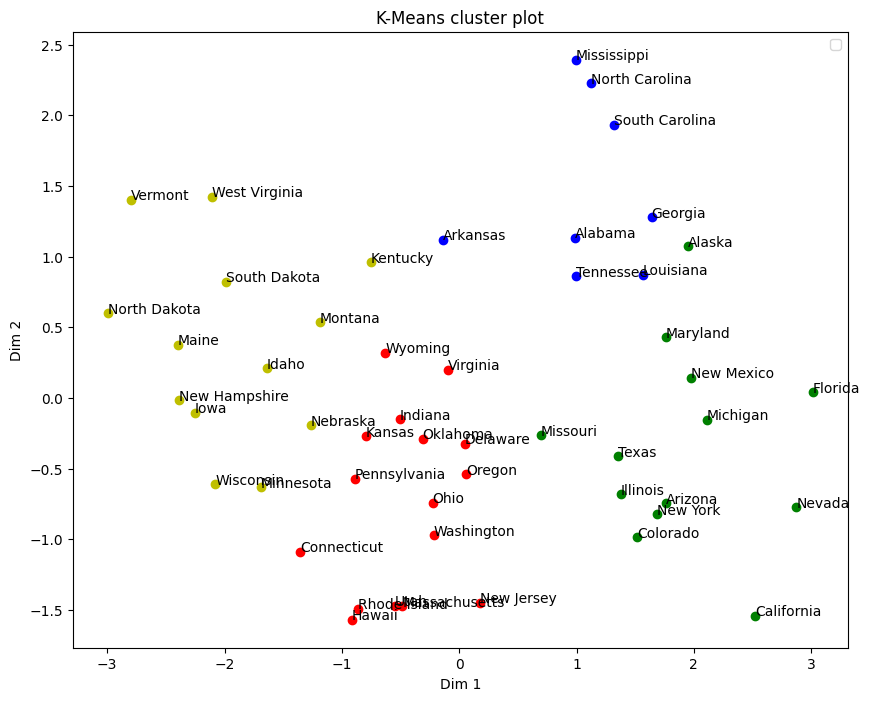 K-Means cluster plot
2.5
Mississippi
North Carolina
2.0
South Carolina
1.5
Vermont
West Virginia
Georgia
Arkansas
Alabama
Alaska
1.0
Kentucky
Tennessee
Louisiana
South Dakota
North Dakota
Montana
0.5
Maryland
Maine
Wyoming
Idaho
Virginia
New Mexico
Florida
Dim 2
0.0
New Hampshire
Iowa
Indiana
Michigan
Nebraska
Kansas
Oklahoma
Delaware
Missouri
Texas
−0.5
Pennsylvania
Oregon
Wisconsin
Minnesota
Illinois
Ohio
Arizona
New York
Nevada
Washington
Colorado
−1.0
Connecticut
Rhode Island
Utah
Massachusetts
New Jersey
−1.5
Hawaii
California
−3
−2
−1
0
1
2
3
Dim 1